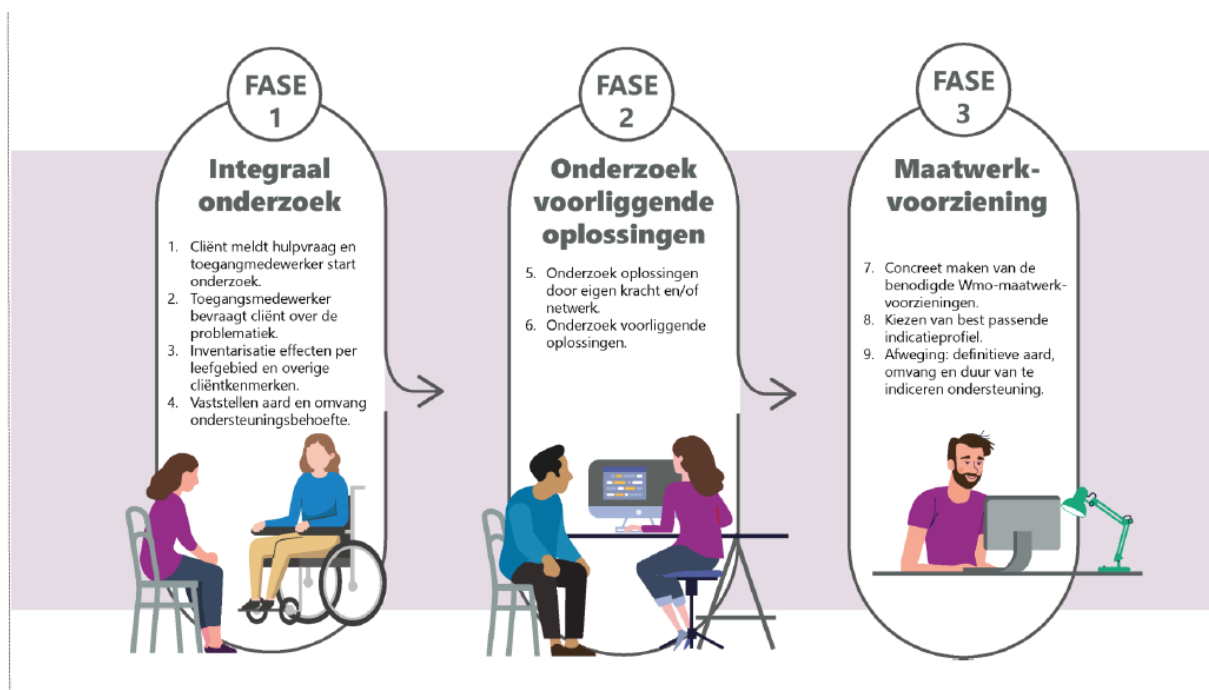 FASE
1
Integraal
onderzoek
1. Cliënt meldt hulpvraag en
toegangmedewerker start
onderzoek.
2. Toegangsmedewerker
bevraagt cliënt over de
problematiek.
3. Inventarisatie effecten per
leefgebied en overige
cliëntkenmerken.
4. Vaststellen aard en omvang
ondersteuningsbehoefte.
FASE
2
Onderzoek
voorliggende
oplossingen
5. Onderzoek oplossingen
door eigen kracht en/of
netwerk.
6. Onderzoek voorliggende
oplossingen.
FASE
3
Maatwerk-
voorziening
7. Concreet maken van de
benodigde Wmo-maatwerk-
voorzieningen.
8. Kiezen van best passende
indicatieprofiel.
9. Afweging: definitieve aard,
omvang en duur van te
indiceren ondersteuning.